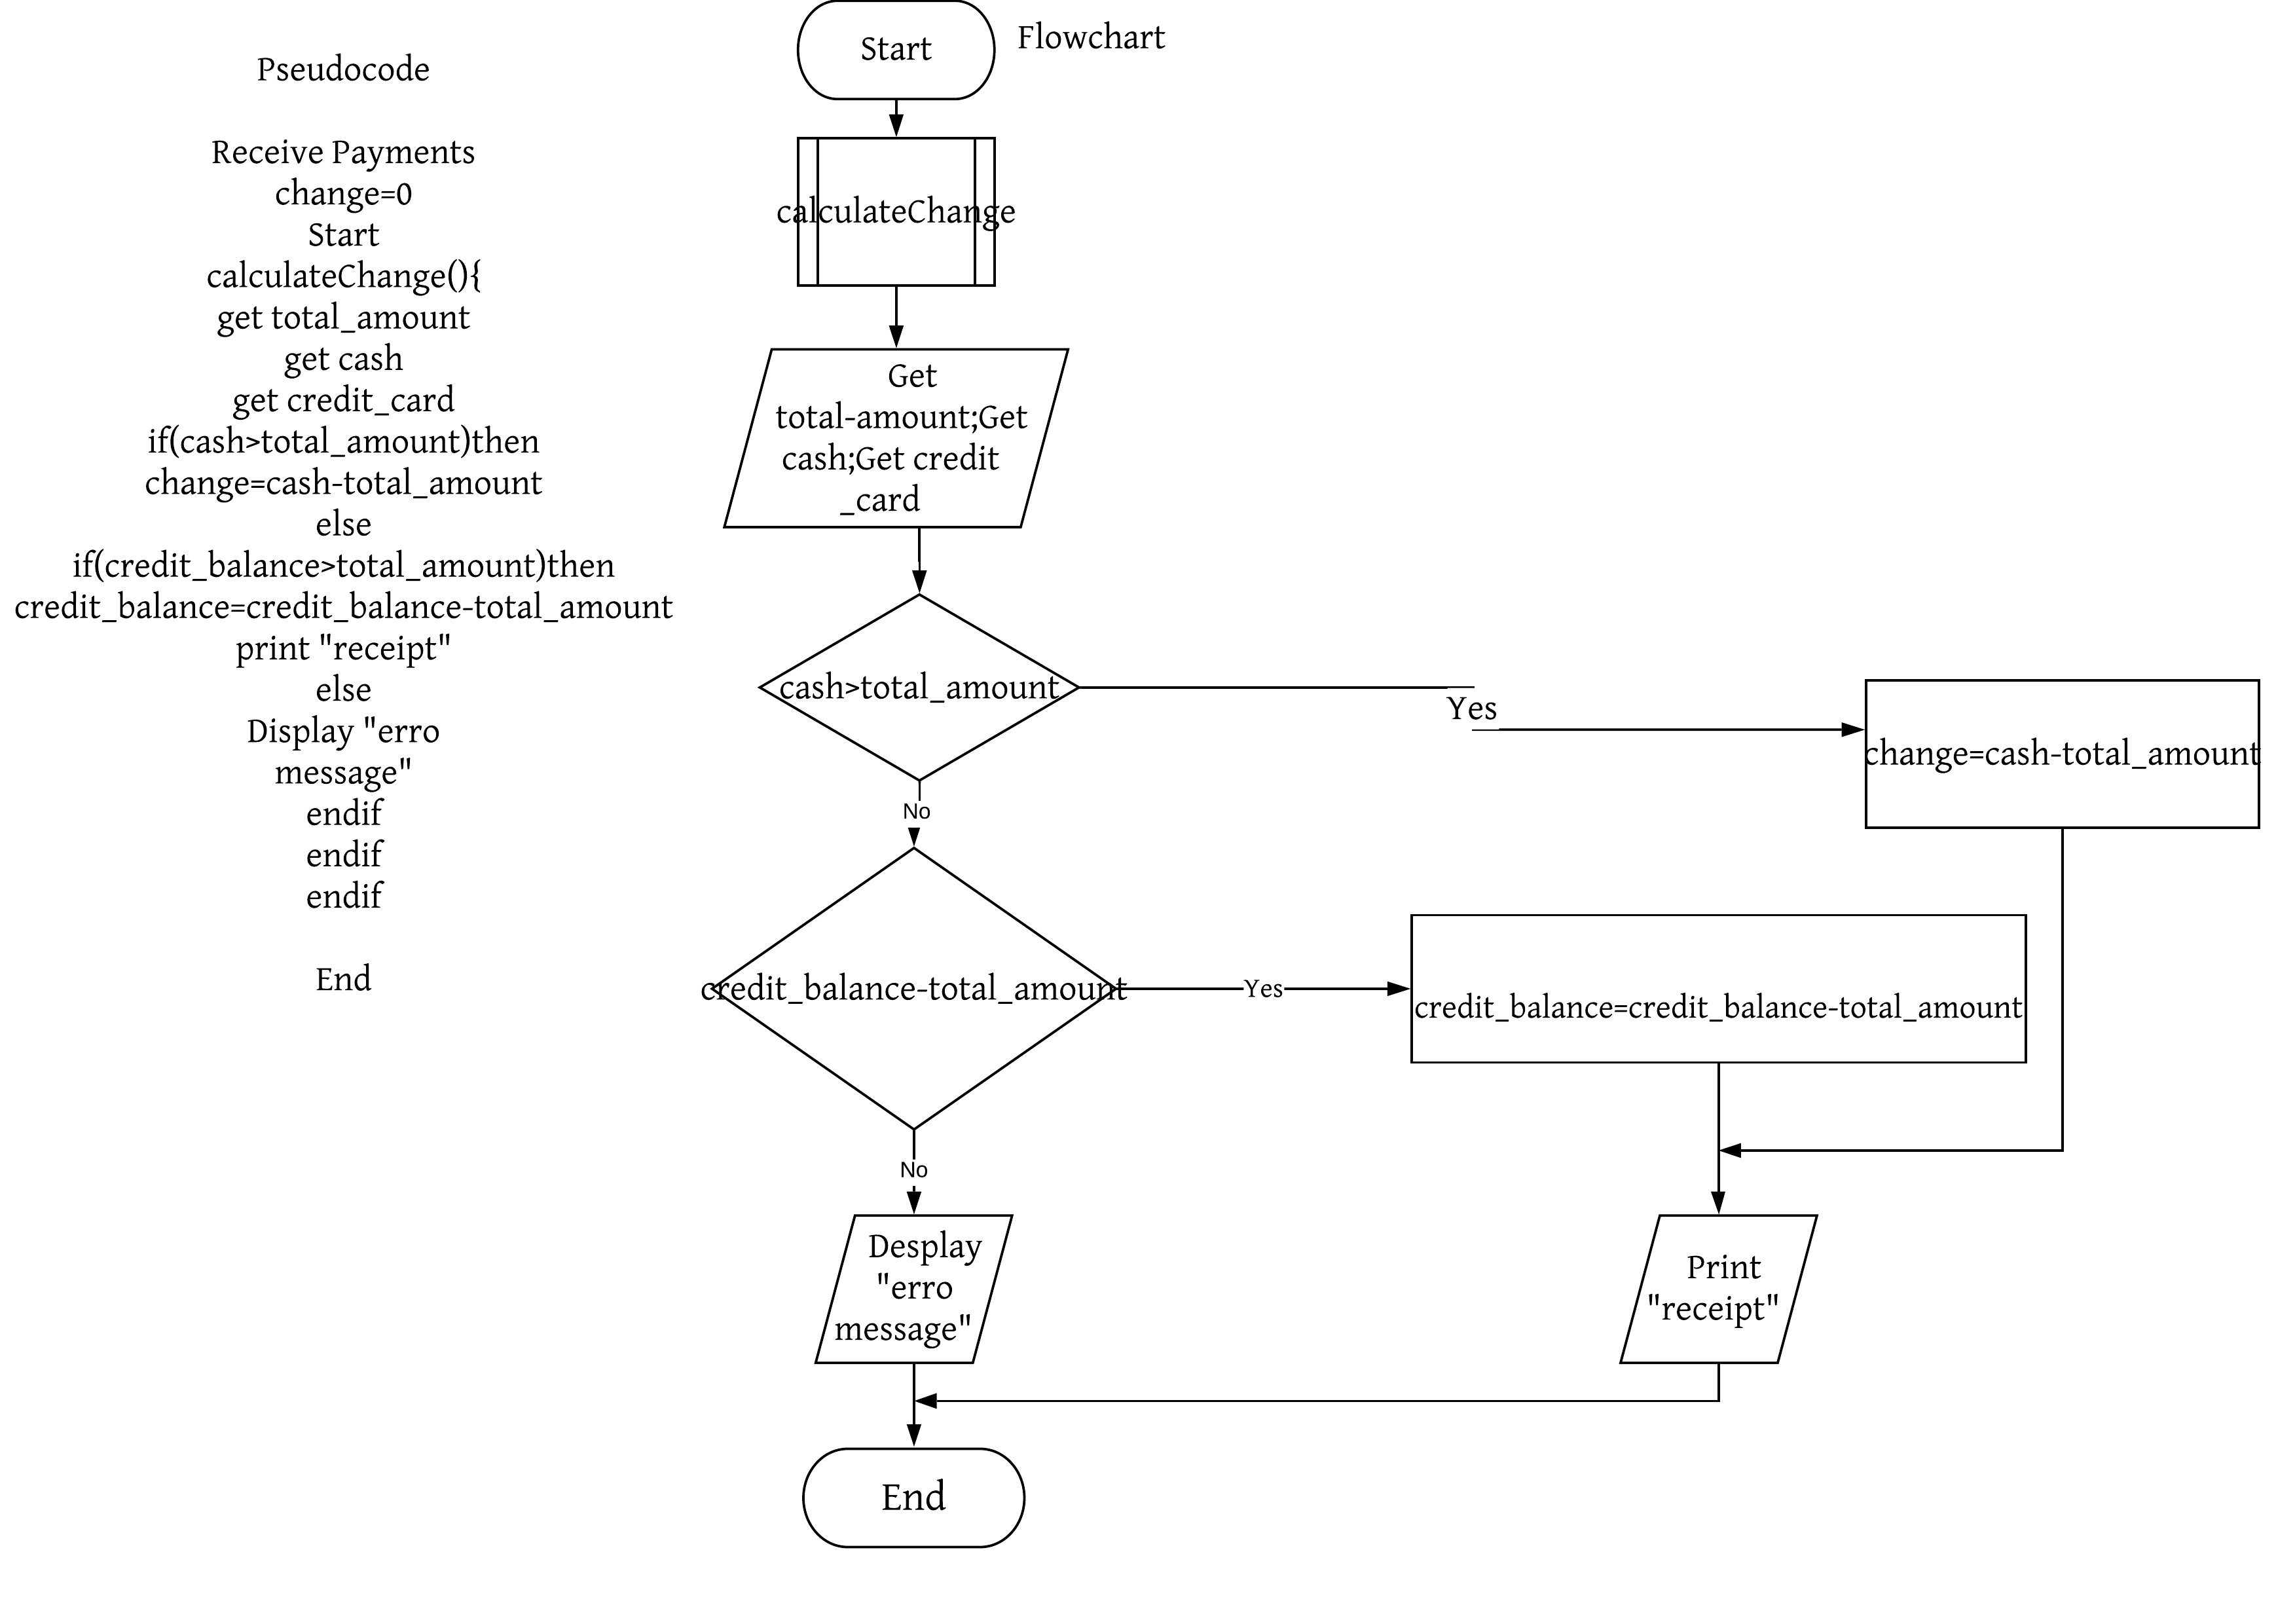 Pseudocode
Receive Payments
change=0
Start
calculateChange(){
get total_amount
get cash
get credit_card
if(cash>total_amount)then
change=cash-total_amount
else
if(credit_balance>total_amount)then
credit_balance=credit_balance-total_amount
print "receipt"
else
Display "erro
message"
endif
endif
endif
End
Flowchart
Start
calculateChange
Get
total-amount;Get
cash;Get credit
_card
cash>total_amount
Yes
change=cash-total_amount
No
credit_balance-total_amount
Yes
credit_balance=credit_balance-total_amount
No
Desplay
"erro
message"
Print
"receipt"
End